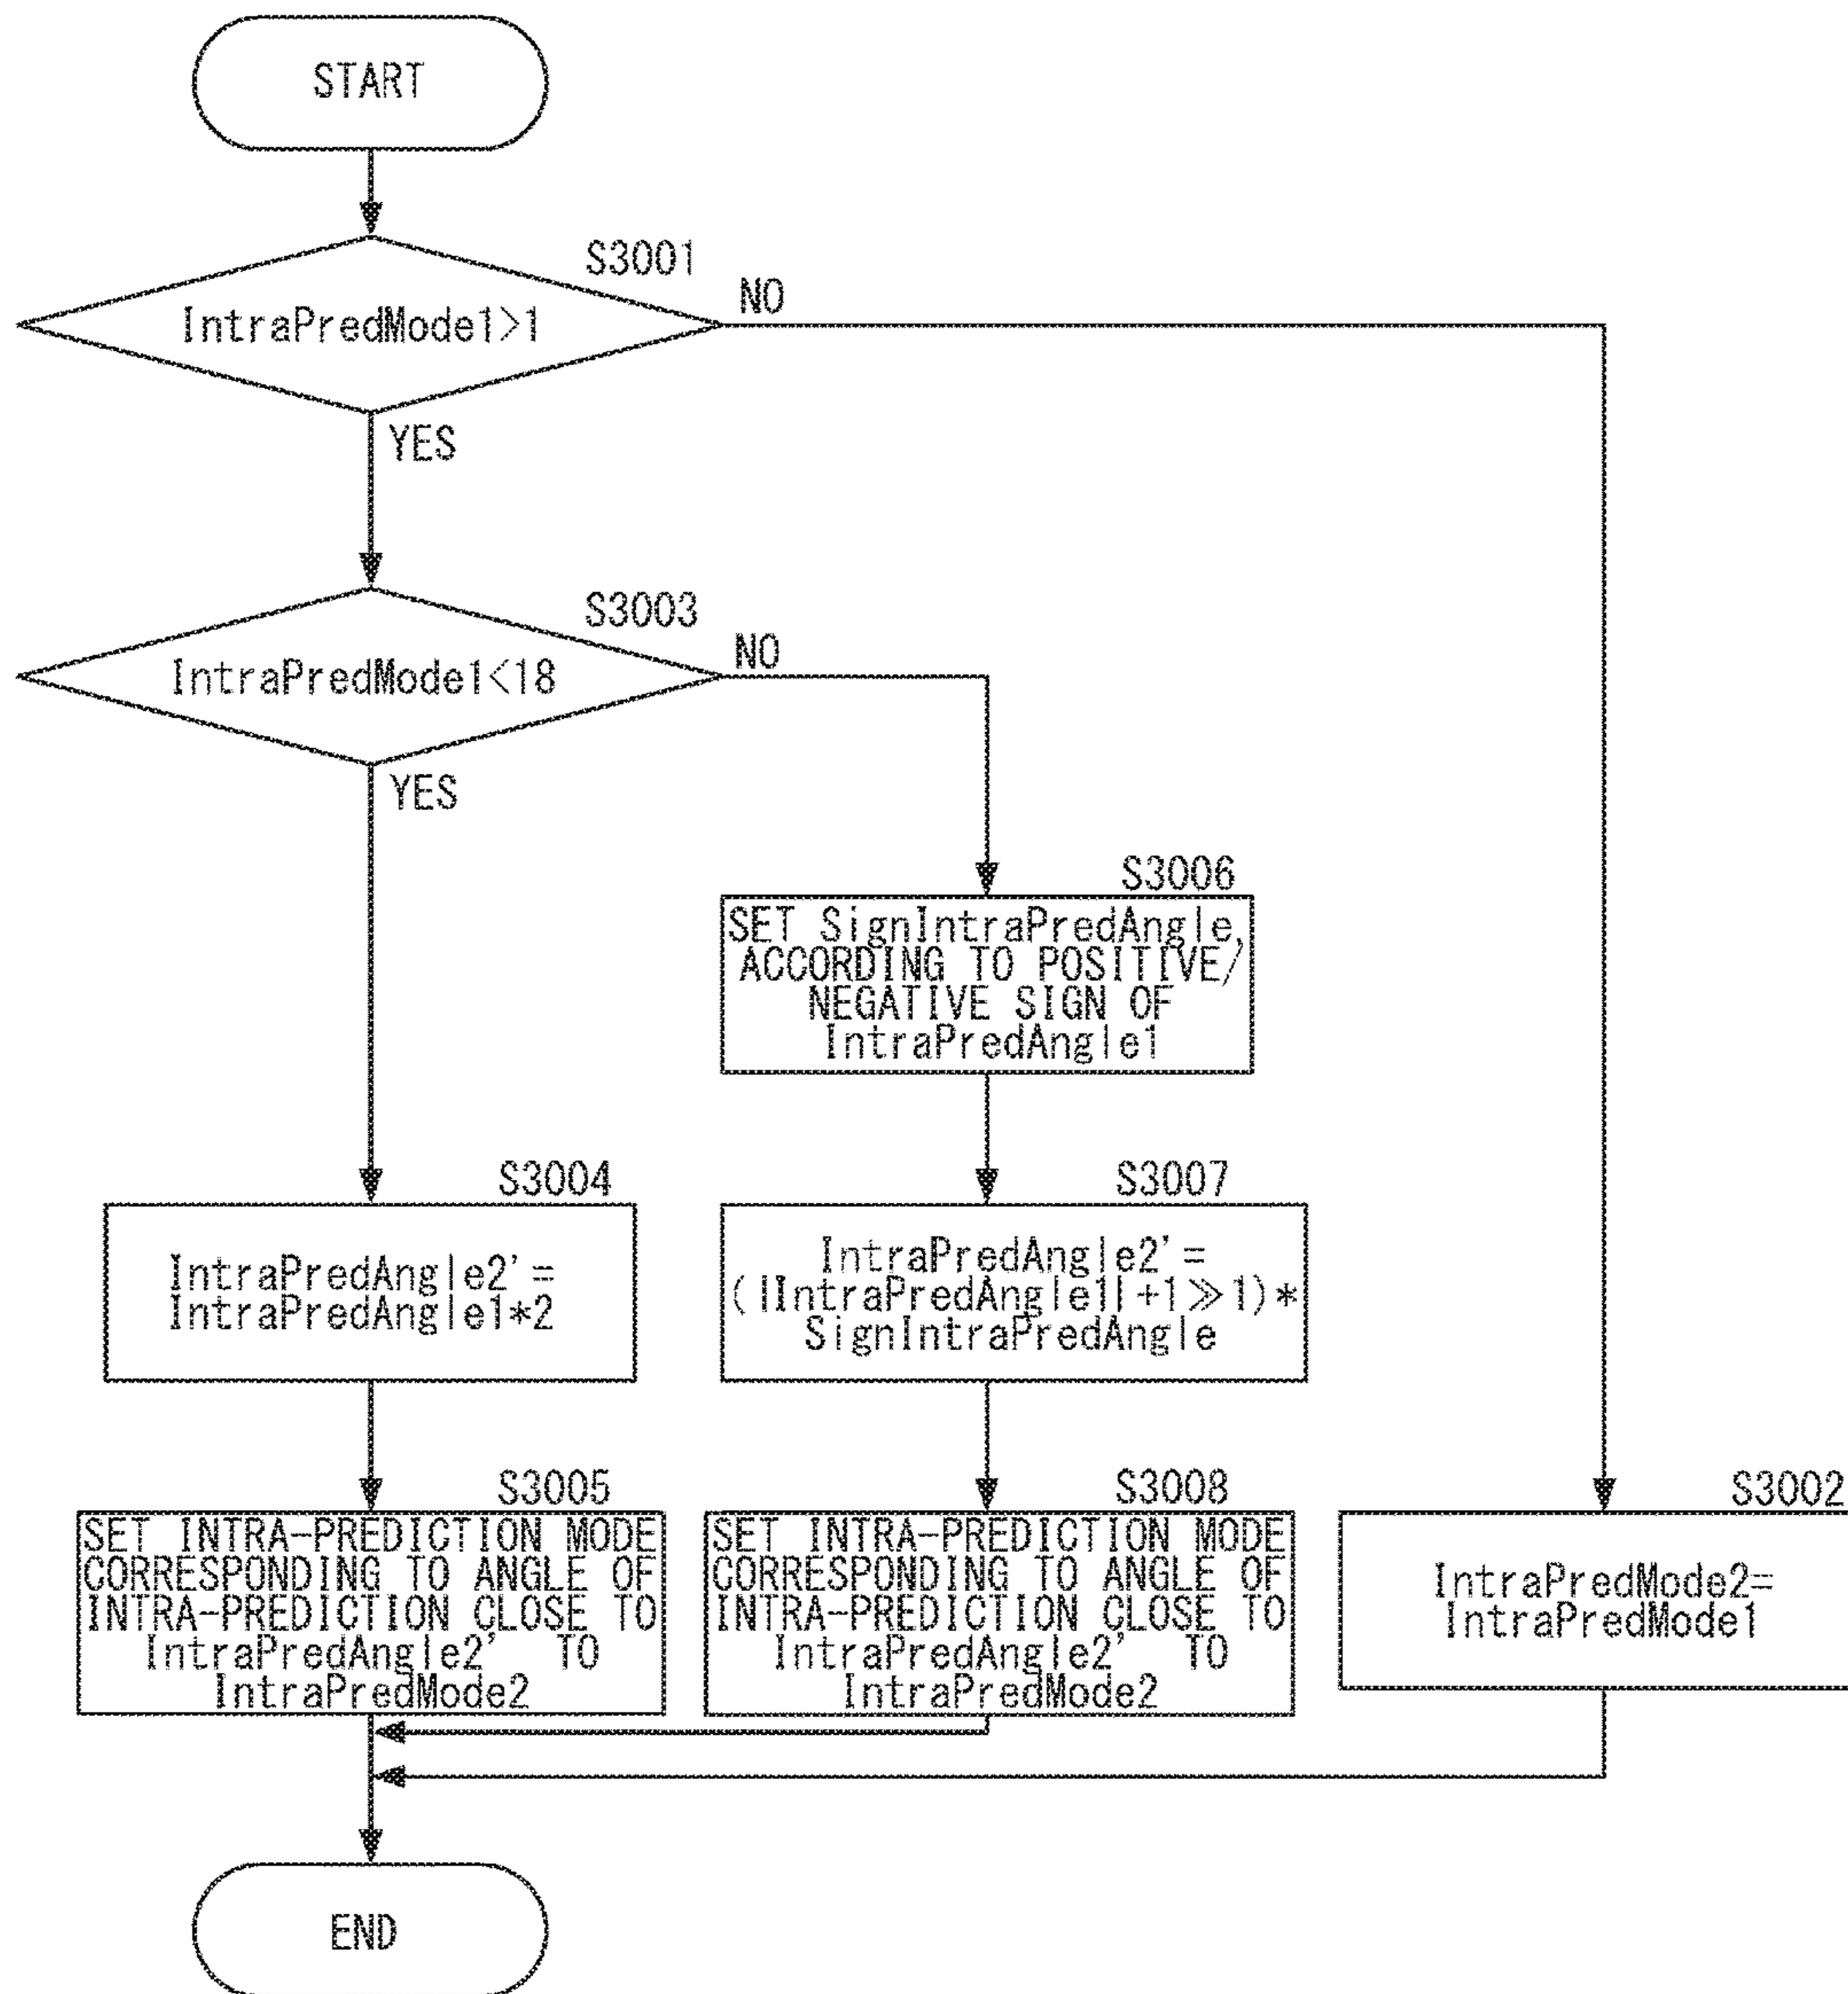 START
S3001
IntraPredMode1>1
NO
YES
S3003
IntraPredMode1<18
NO
YES
S3006
SET SignIntraPredAngle,
ACCORDING TO POSITIVE/
NEGATIVE SIGN OF
IntraPredAngle1
S3004
IntraPredAngle2'=
IntraPredAngle1*2
S3007
IntraPredAngle2'=
(|IntraPredAngle1|+1≫1)*
SignIntraPredAngle
S3005
SET INTRA-PREDICTION MODE
CORRESPONDING TO ANGLE OF
INTRA-PREDICTION CLOSE TO
IntraPredAngle2' TO
IntraPredMode2
S3008
SET INTRA-PREDICTION MODE
CORRESPONDING TO ANGLE OF
INTRA-PREDICTION CLOSE TO
IntraPredAngle2' TO
IntraPredMode2
S3002
IntraPredMode2=
IntraPredMode1
END